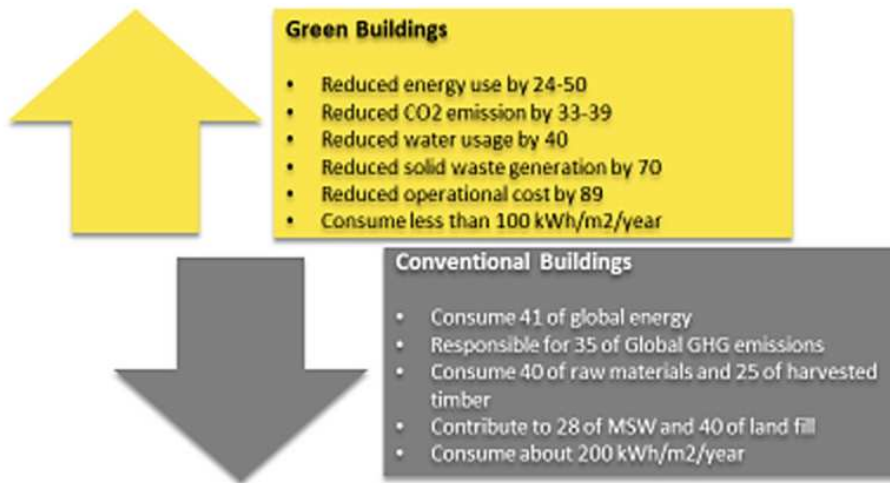 Green Buildings
• Reduced energy use by 24-50
• Reduced CO2 emission by 33-39
• Reduced water usage by 40
• Reduced solid waste generation by 70
• Reduced operational cost by 89
• Consume less than 100 kWh/m2/year
Conventional Buildings
• Consume 41 of global energy
• Responsible for 35 of Global GHG emissions
• Consume 40 of raw materials and 25 of harvested
timber
• Contribute to 28 of MSW and 40 of land fill
• Consume about 200 kWh/m2/year